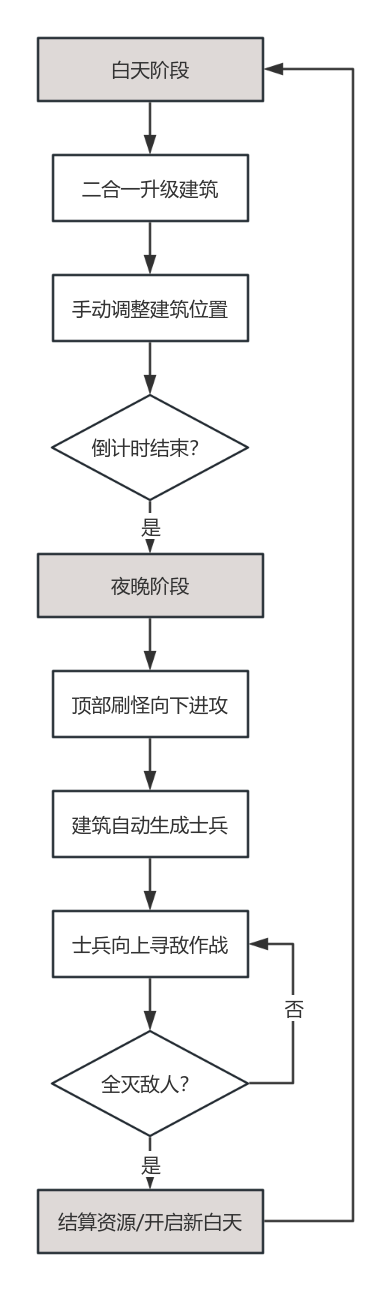 白天阶段
二合一升级建筑
手动调整建筑位置
倒计时结束？
是
夜晚阶段
顶部刷怪向下进攻
建筑自动生成士兵
士兵向上寻敌作战
否
全灭敌人？
是
结算资源/开启新白天